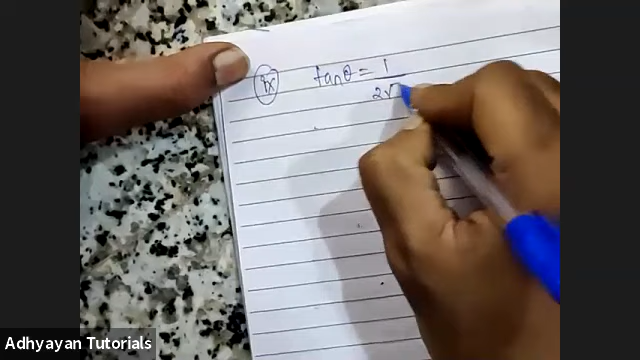 ix tanθ = 1
2√
Adhyayan Tutorials